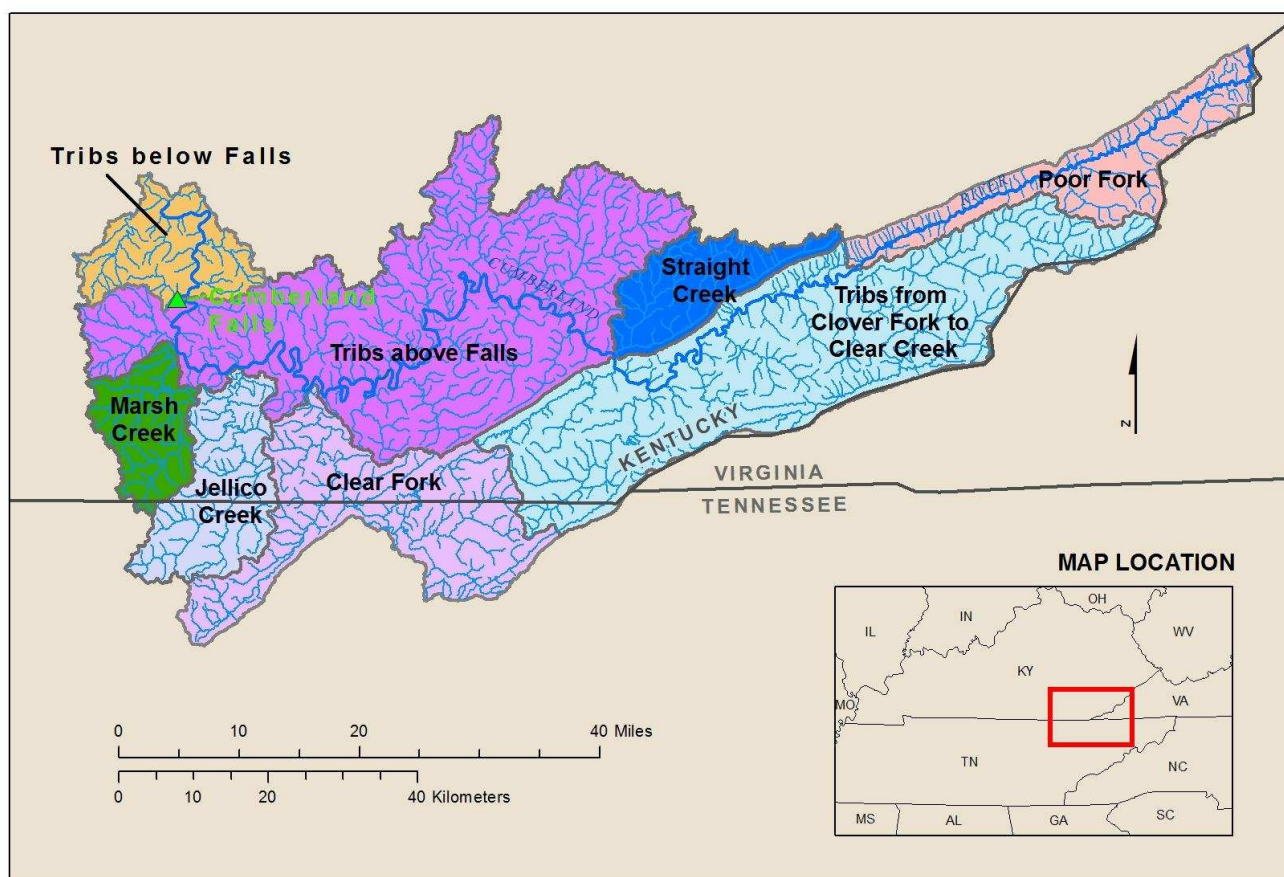 Tribs below Falls
Poor Fork
RIVER
CUMBERLAND
Straight
Creek
Tribs from
Clover Fork to
Clear Creek
Cumberland
Falls
Tribs above Falls
Marsh
Creek
Jellico
Creek
Clear Fork
KENTUCKY
VIRGINIA
TENNESSEE
N
MAP LOCATION
OH
IN
IL
WV
KY
MO
VA
TN
NC
MS
AL
GA
SC
0 10 20 40 Miles
0 10 20 40 Kilometers